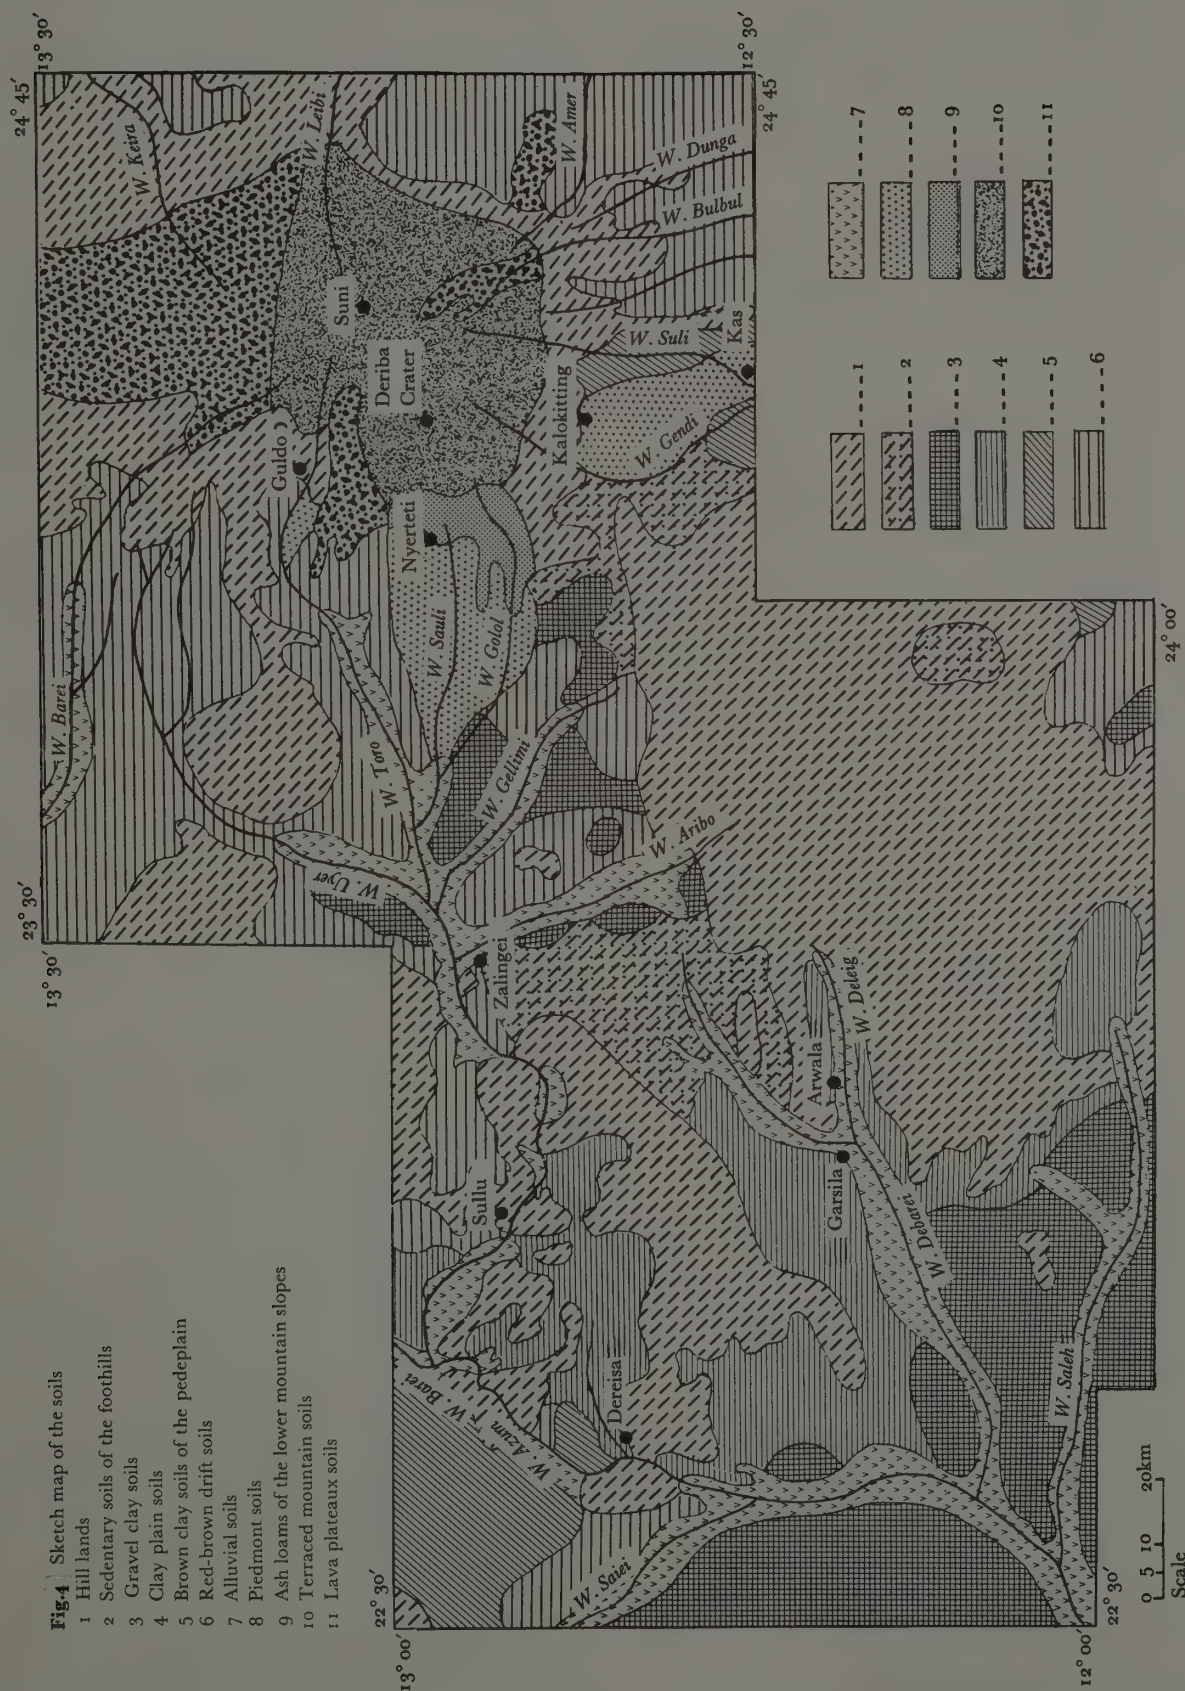 Fig.4 Sketch map of the soils
1 Hill lands
2 Sedentary soils of the foothills
3 Gravel clay soils
4 Clay plain soils
5 Brown clay soils of the pedeplain
6 Red-brown drift soils
7 Alluvial soils
8 Piedmont soils
9 Ash loams of the lower mountain slopes
10 Terraced mountain soils
11 Lava plateaux soils
13° 30′
23° 30′
24° 45′
13° 30′
W. Barei
W. Keira
W. Leibi
W. Amer
W. Dunga
W. Bulbul
Suni
Guldo
Deriba
Crater
W. Suli
Kas
Kalokitting
W. Gendi
Nyerteti
W. Sauli
W. Golol
W. Toro
W. Gellimi
W. Uyer
W. Aribo
Zalingei
12° 30′
24° 45′
13° 00′
22° 30′
W. Barei
W. Azum
Sullu
Dereisa
W. Saiei
Garsila
Arwala
W. Deleig
W. Debarei
W. Saleh
24° 00′
12° 00′
22° 30′
0 5 10 20km
Scale
1
2
3
4
5
6
7
8
9
10
11